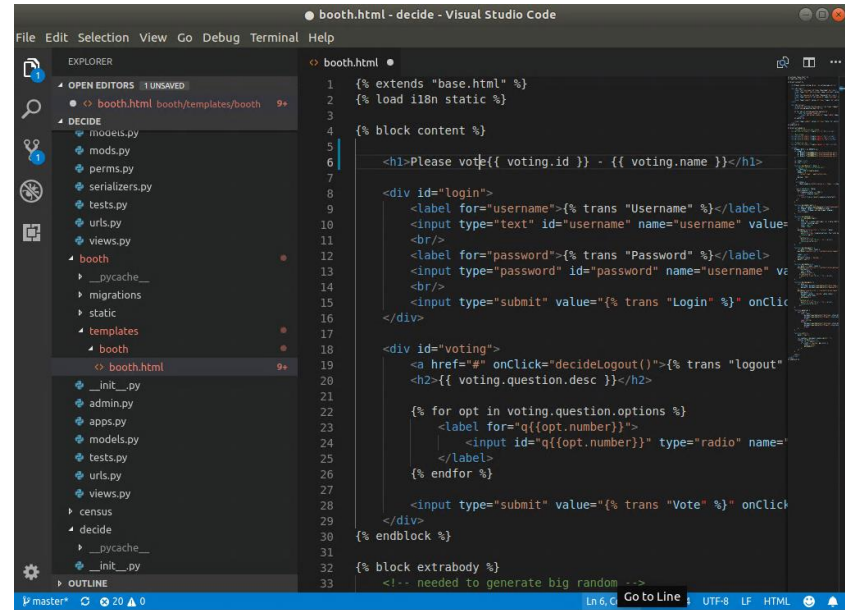 booth.html - decide - Visual Studio Code
File Edit Selection View Go Debug Terminal Help
EXPLORER
OPEN EDITORS 1 UNSAVED
booth.html booth/templates/booth 9+
DECIDE
models.py
mods.py
perms.py
serializers.py
tests.py
urls.py
views.py
booth
__pycache__
migrations
static
templates
booth
booth.html 9+
__init__.py
admin.py
apps.py
models.py
tests.py
urls.py
views.py
census
decide
__pycache__
__init__.py
OUTLINE
booth.html
1 {% extends "base.html" %}
2 {% load i18n static %}
3
4 {% block content %}
5
6 <h1>Please vote{{ voting.id }} - {{ voting.name }}</h1>
7
8 <div id="login">
9 <label for="username">{% trans "Username" %}</label>
10 <input type="text" id="username" name="username" value=
11 <br/>
12 <label for="password">{% trans "Password" %}</label>
13 <input type="password" id="password" name="username" va
14 <br/>
15 <input type="submit" value="{% trans "Login" %}" onClic
16 </div>
17
18 <div id="voting">
19 <a href="#" onClick="decideLogout()">{% trans "logout"
20 <h2>{{ voting.question.desc }}</h2>
21
22 {% for opt in voting.question.options %}
23 <label for="q{{opt.number}}">
24 <input id="q{{opt.number}}" type="radio" name="
25 </label>
26 {% endfor %}
27
28 <input type="submit" value="{% trans "Vote" %}" onClick
29 </div>
30 {% endblock %}
31
32 {% block extrabody %}
33 <!-- needed to generate big random -->
1
1
master* 20 0
Ln 6, C Go to Line 4 UTF-8 LF HTML